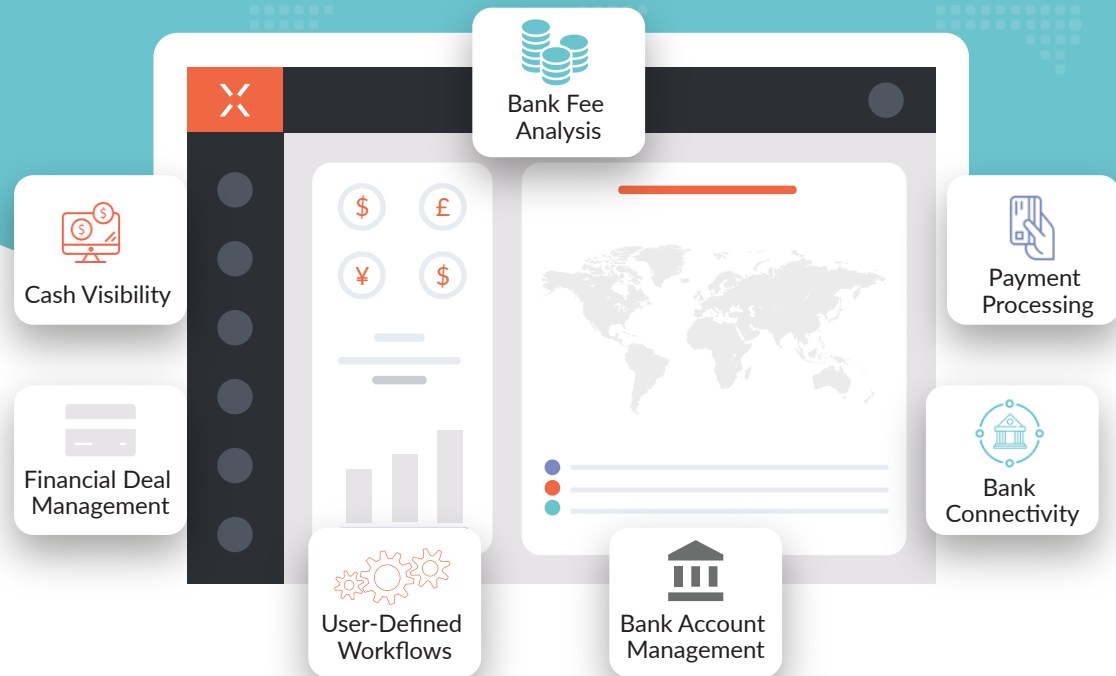 Bank Fee
Analysis
$ £
¥ $
$
$
Cash Visibility
Payment
Processing
Financial Deal
Management
Bank
Connectivity
User-Defined
Workflows
Bank Account
Management